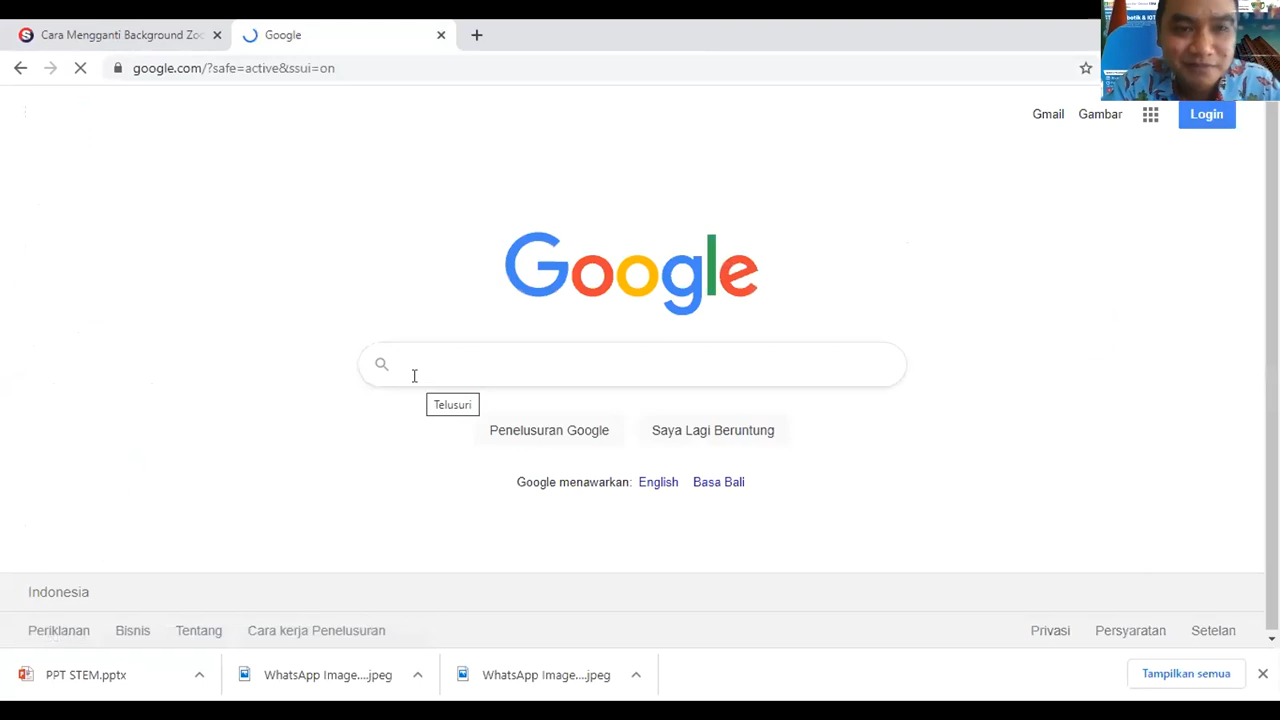 Cara Mengganti Background Zoo
Google
google.com/?safe=active&ssui=on
Gmail Gambar Login
Google
Telusuri
Penelusuran Google Saya Lagi Beruntung
Google menawarkan: English Basa Bali
Indonesia
Periklanan Bisnis Tentang Cara kerja Penelusuran Privasi Persyaratan Setelan
PPT STEM.pptx WhatsApp Image....jpeg WhatsApp Image....jpeg Tampilkan semua